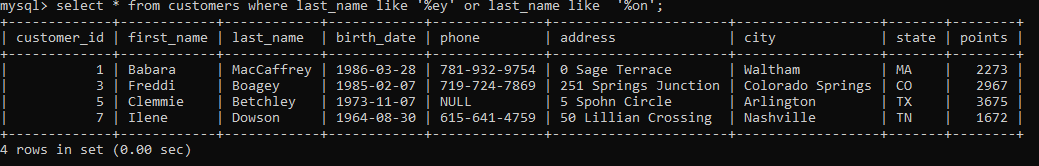 mysql> select * from customers where last_name like '%ey' or last_name like  '%on';
+-------------+------------+------------+------------+--------------+------------------------+------------------+-------+--------+
| customer_id | first_name | last_name  | birth_date | phone        | address                | city             | state | points |
+-------------+------------+------------+------------+--------------+------------------------+------------------+-------+--------+
|           1 | Babara     | MacCaffrey | 1986-03-28 | 781-932-9754 | 0 Sage Terrace         | Waltham          | MA    |   2273 |
|           3 | Freddi     | Boagey     | 1985-02-07 | 719-724-7869 | 251 Springs Junction   | Colorado Springs | CO    |   2967 |
|           5 | Clemmie    | Betchley   | 1973-11-07 | NULL         | 5 Spohn Circle         | Arlington        | TX    |   3675 |
|           7 | Ilene      | Dowson     | 1964-08-30 | 615-641-4759 | 50 Lillian Crossing    | Nashville        | TN    |   1672 |
+-------------+------------+------------+------------+--------------+------------------------+------------------+-------+--------+
4 rows in set (0.00 sec)